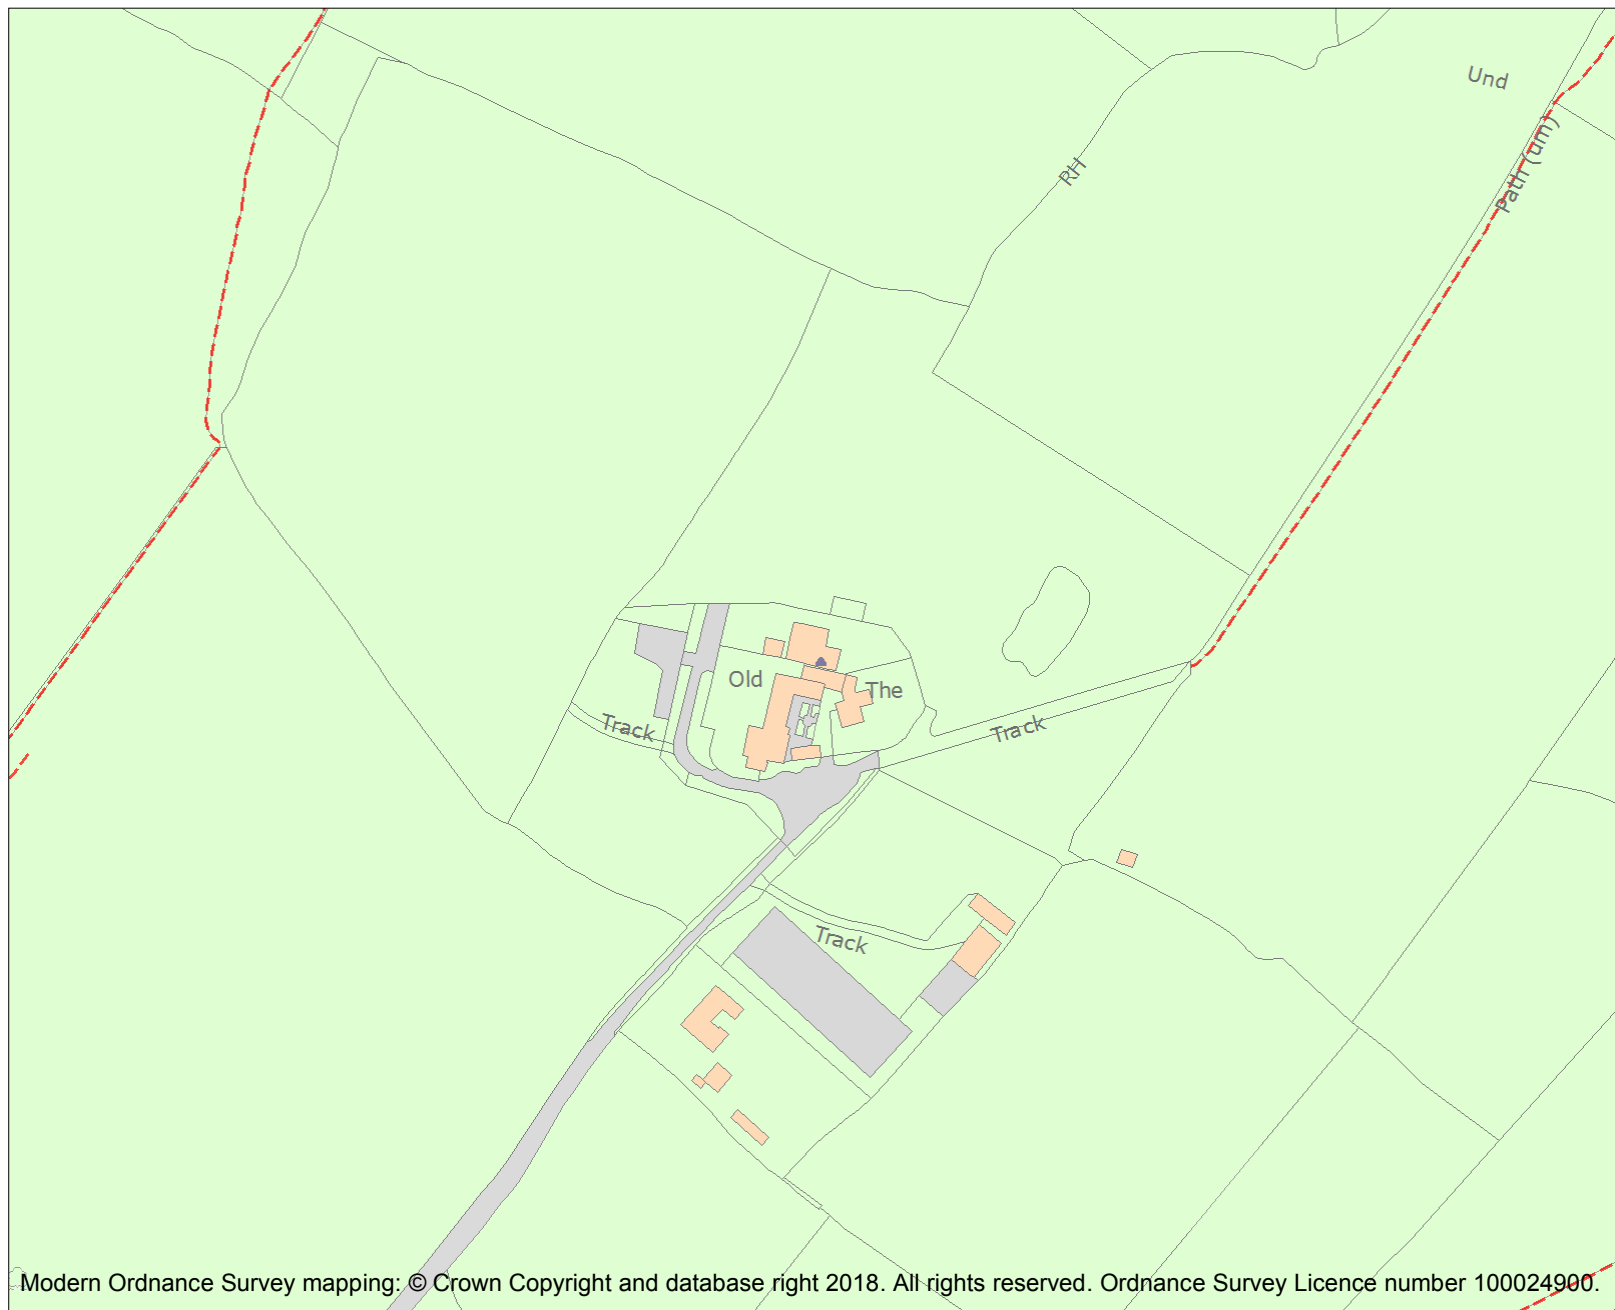 Und
Path (um)
RH
Old
The
Track
Track
Track
Modern Ordnance Survey mapping: © Crown Copyright and database right 2018. All rights reserved. Ordnance Survey Licence number 100024900.